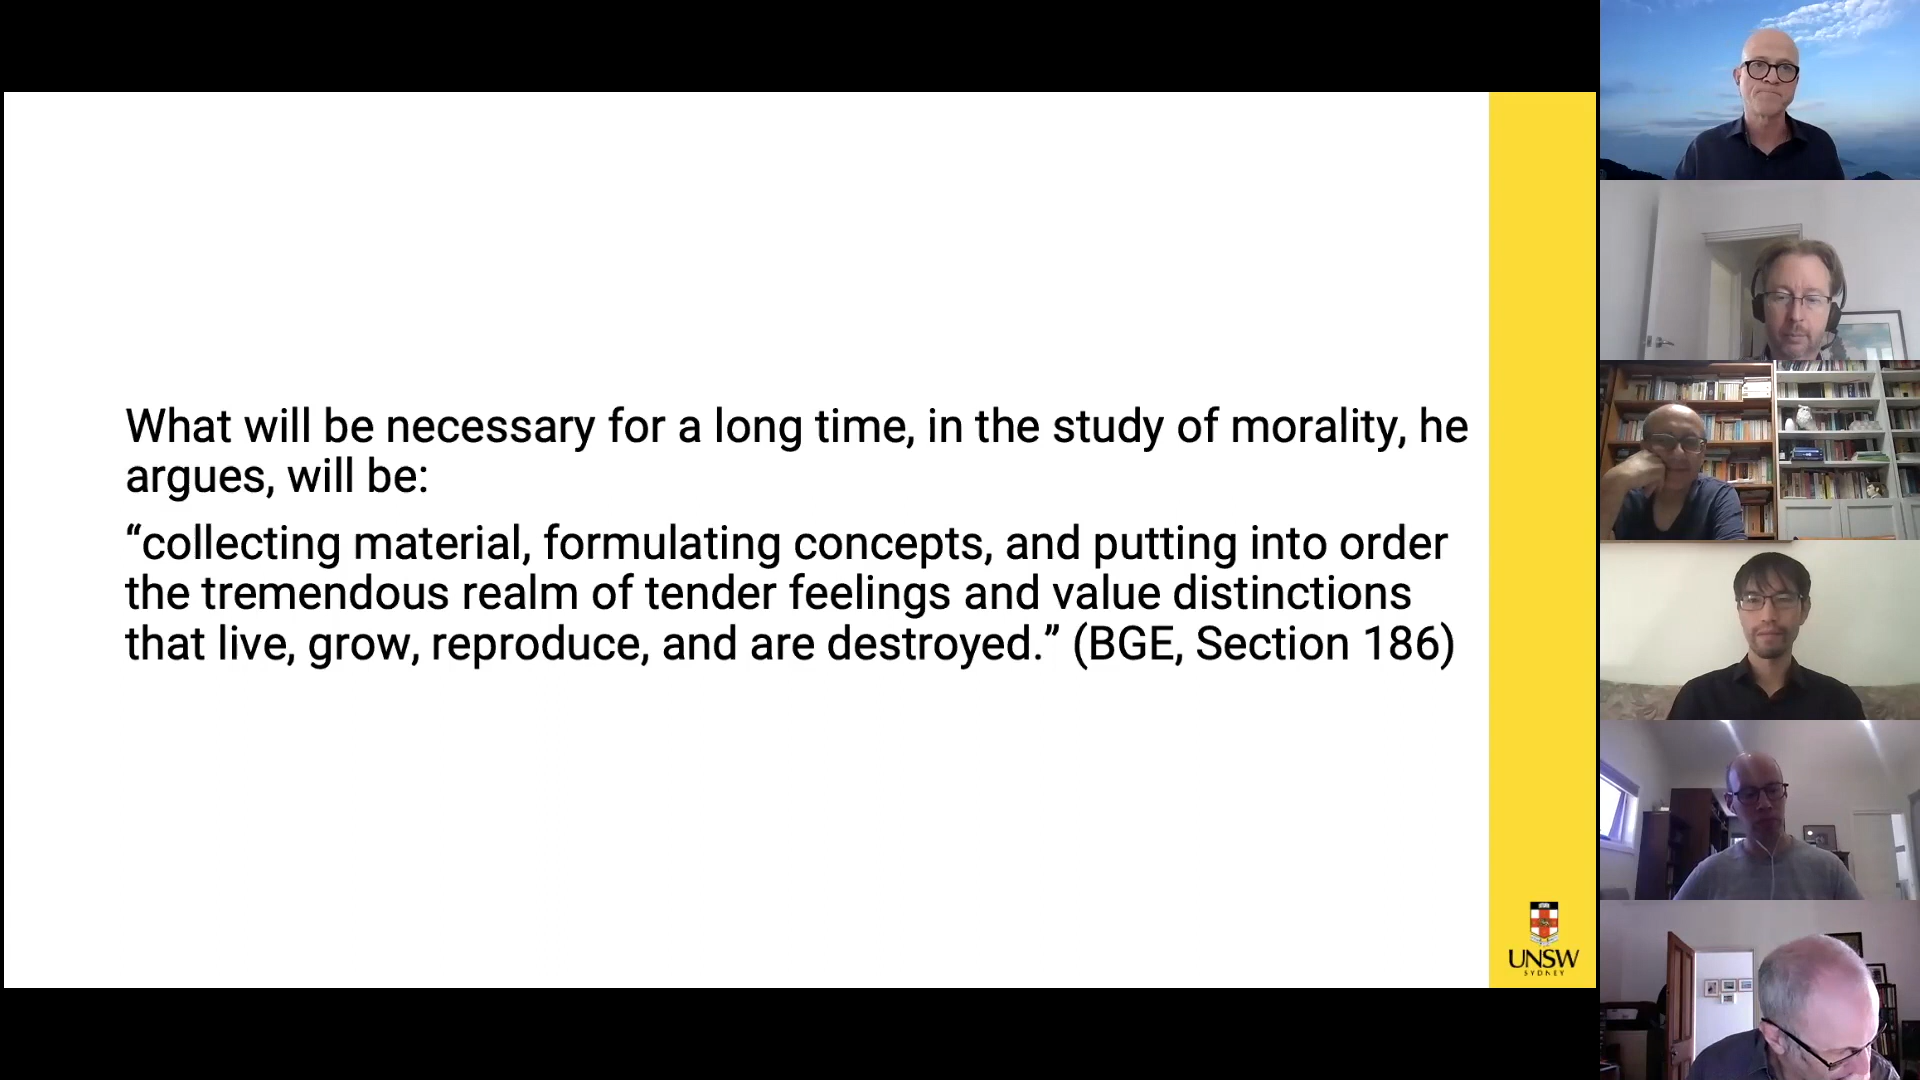 What will be necessary for a long time, in the study of morality, he
argues, will be:
“collecting material, formulating concepts, and putting into order
the tremendous realm of tender feelings and value distinctions
that live, grow, reproduce, and are destroyed.” (BGE, Section 186)
UNSW
SYDNEY